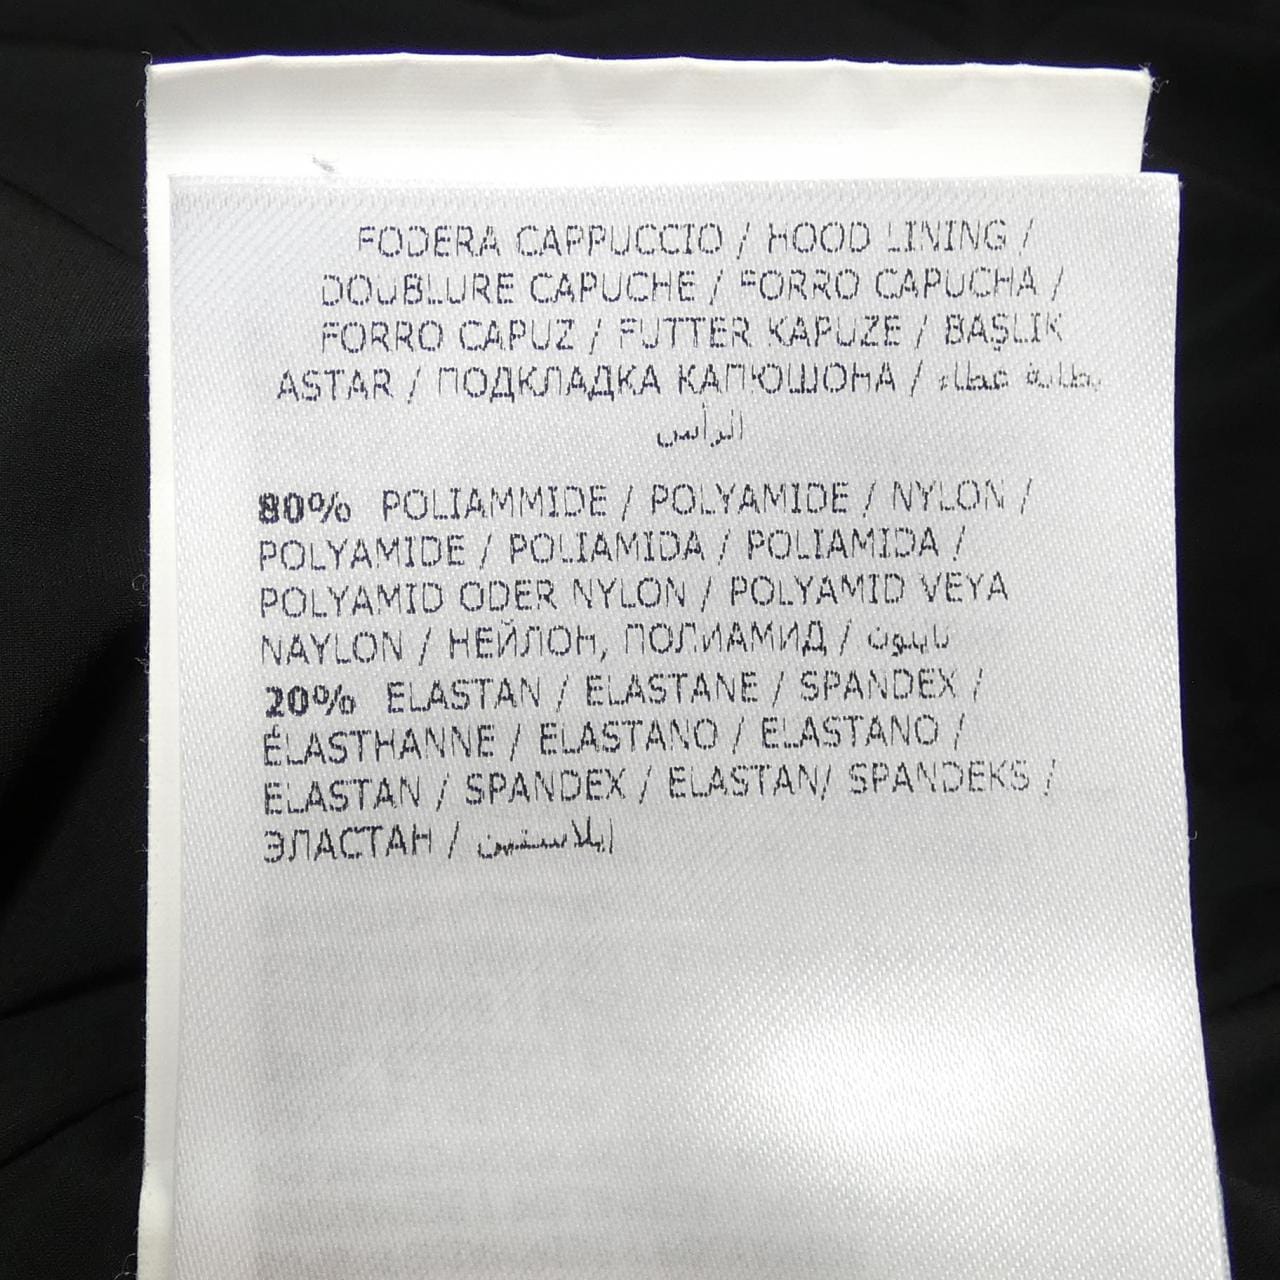 FODERA CAPPUCCIO / HOOD LINING /
DOUBLURE CAPUCHE / FORRO CAPUCHA /
FORRO CAPUZ / FUTTER KAPUZE / BAŞLIK
ASTAR / ПОДКЛАДКА КАПЮШОНА / بطانة غطاء
الرأس
80% POLIAMMIDE / POLYAMIDE / NYLON /
POLYAMIDE / POLIAMIDA / POLIAMIDA /
POLYAMID ODER NYLON / POLYAMID VEYA
NAYLON / НЕЙЛОН, ПОЛИАМИД / نايلون
20% ELASTAN / ELASTANE / SPANDEX /
ÉLASTHANNE / ELASTANO / ELASTANO /
ELASTAN / SPANDEX / ELASTAN/ SPANDEKS /
ЭЛАСТАН / إيلاستين